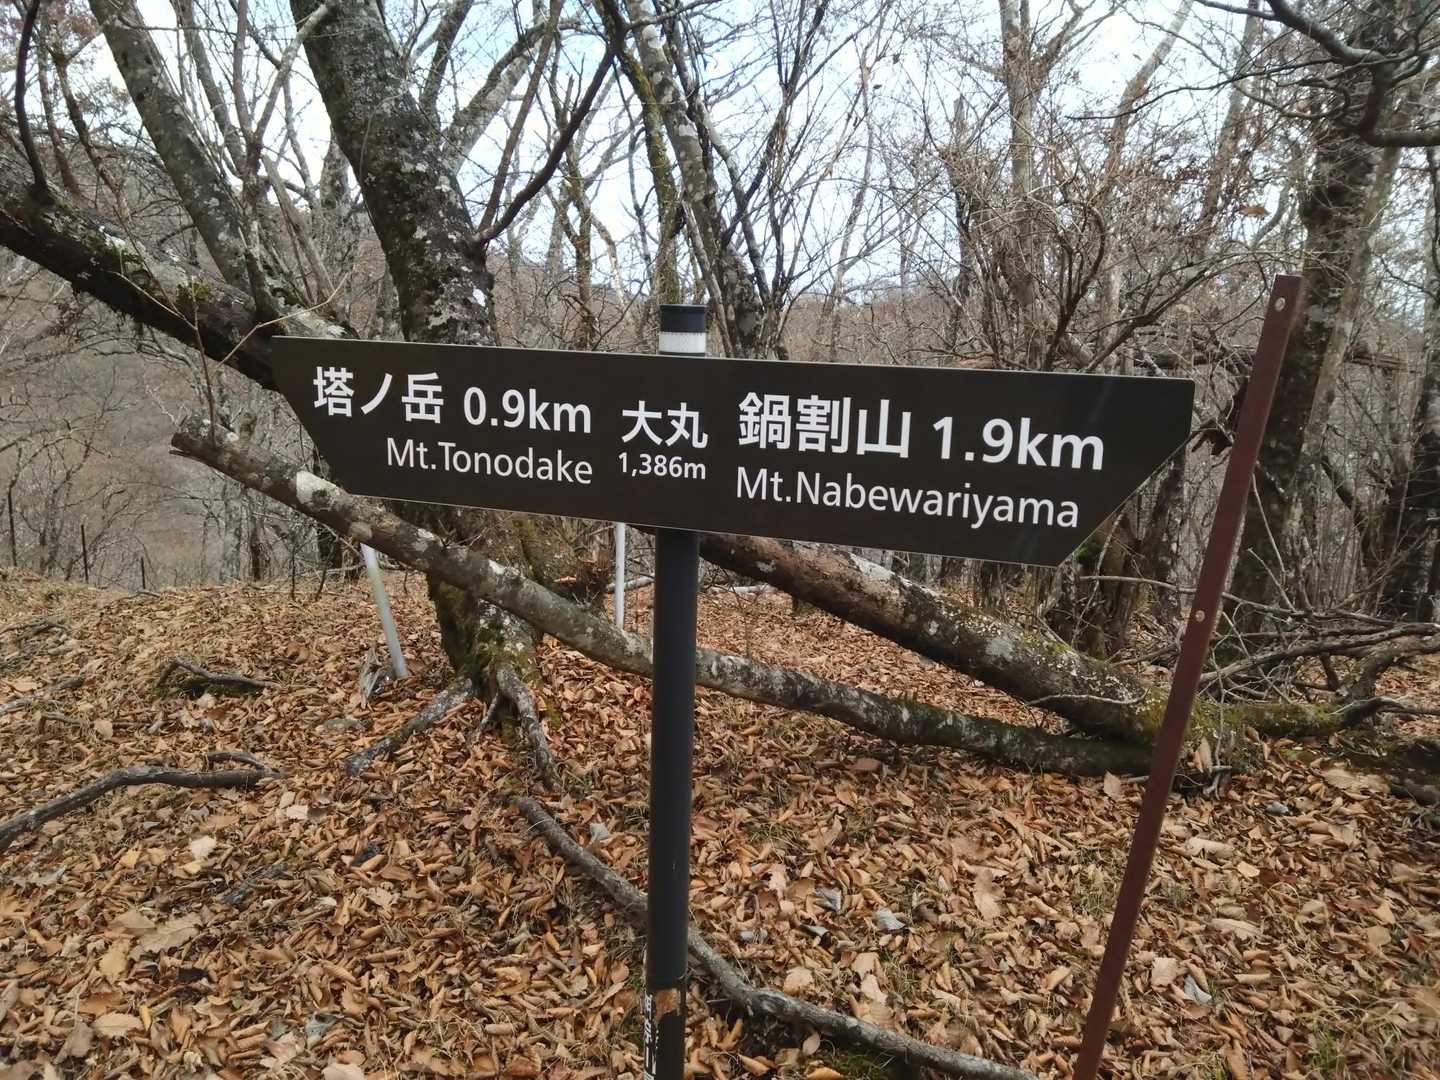 塔ノ岳 0.9km
Mt.Tonodake
大丸
1,386m
鍋割山 1.9km
Mt.Nabewariyama